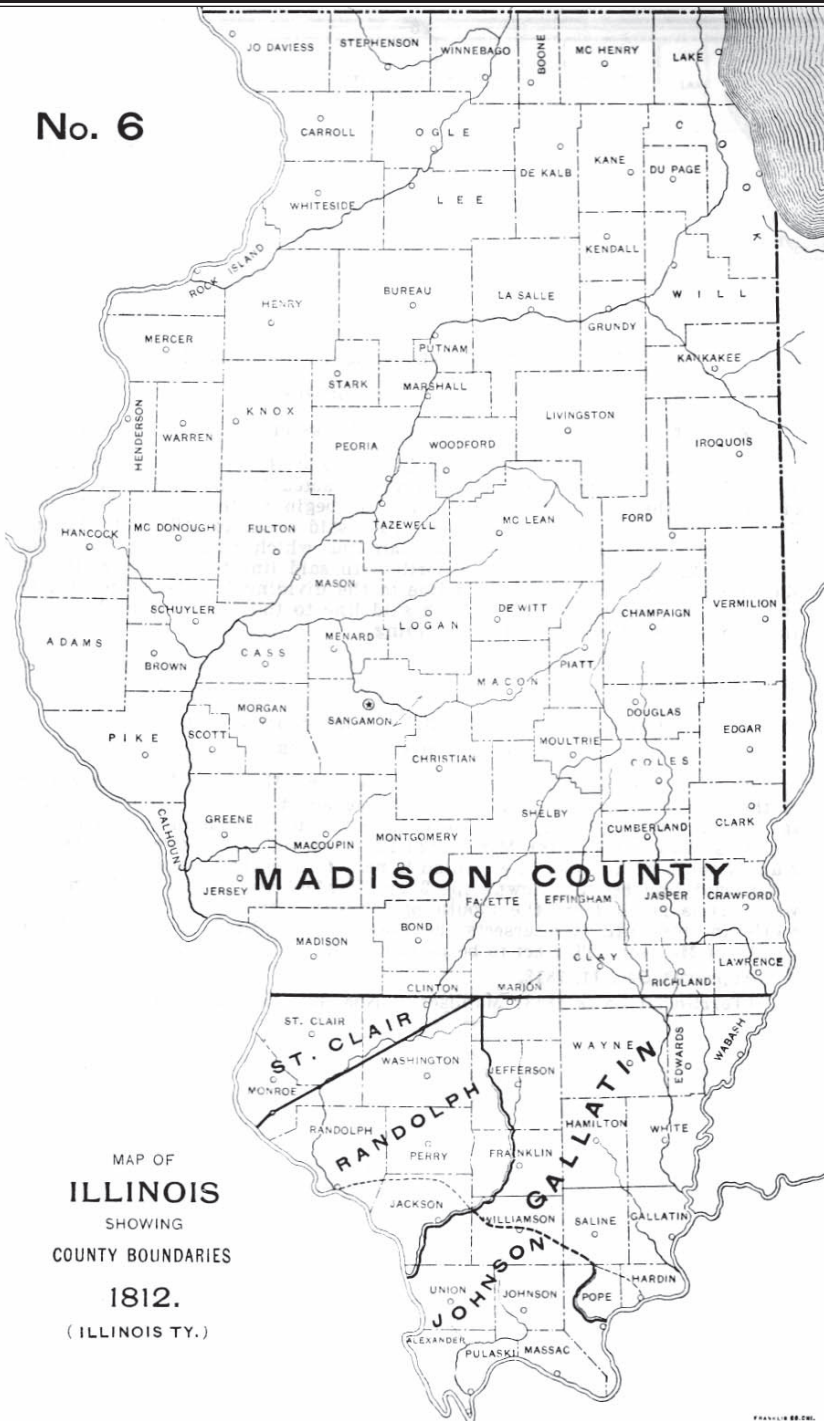 No. 6
JO DAVIESS
STEPHENSON
WINNEBAGO
BOONE
MC HENRY
LAKE
CARROLL
OGLE
DE KALB
KANE
DU PAGE
COOK
WHITESIDE
LEE
KENDALL
ROCK ISLAND
HENRY
BUREAU
LA SALLE
GRUNDY
WILL
MERCER
PUTNAM
KANKAKEE
STARK
MARSHALL
HENDERSON
WARREN
KNOX
PEORIA
WOODFORD
LIVINGSTON
IROQUOIS
HANCOCK
MC DONOUGH
FULTON
TAZEWELL
MC LEAN
FORD
MASON
SCHUYLER
ADAMS
BROWN
CASS
MENARD
LOGAN
DE WITT
CHAMPAIGN
VERMILION
PIATT
MACON
PIKE
SCOTT
MORGAN
SANGAMON
CHRISTIAN
MOULTRIE
DOUGLAS
EDGAR
COLES
CALHOUN
GREENE
MACOUPIN
MONTGOMERY
SHELBY
CUMBERLAND
CLARK
JERSEY
MADISON COUNTY
FAYETTE
EFFINGHAM
JASPER
CRAWFORD
MADISON
BOND
CLAY
RICHLAND
LAWRENCE
CLINTON
MARION
ST. CLAIR
ST. CLAIR
WASHINGTON
JEFFERSON
WAYNE
EDWARDS
WABASH
MONROE
RANDOLPH
RANDOLPH
PERRY
FRANKLIN
HAMILTON
WHITE
GALLATIN
JACKSON
WILLIAMSON
SALINE
GALLATIN
JOHNSON
UNION
JOHNSON
POPE
HARDIN
ALEXANDER
PULASKI
MASSAC
MAP OF
ILLINOIS
SHOWING
COUNTY BOUNDARIES
1812.
(ILLINOIS TY.)